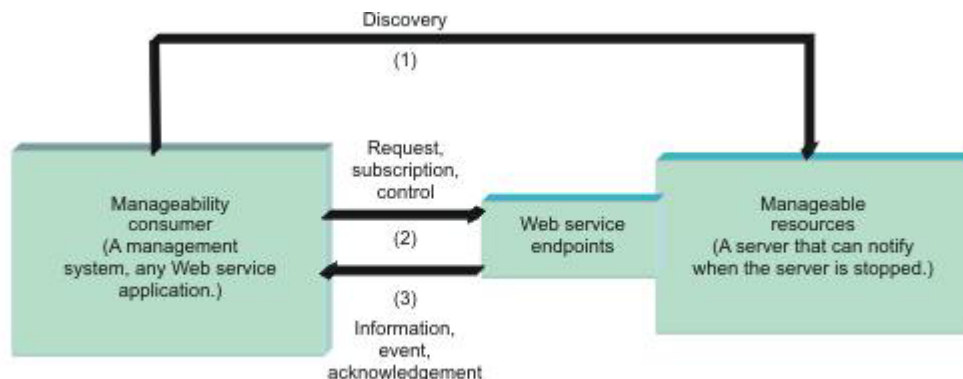 Discovery
(1)
Request,
subscription,
control
(2)
(3)
Information,
event,
acknowledgement
Manageability
consumer
(A management
system, any Web service
application.)
Web service
endpoints
Manageable
resources
(A server that can notify
when the server is stopped.)